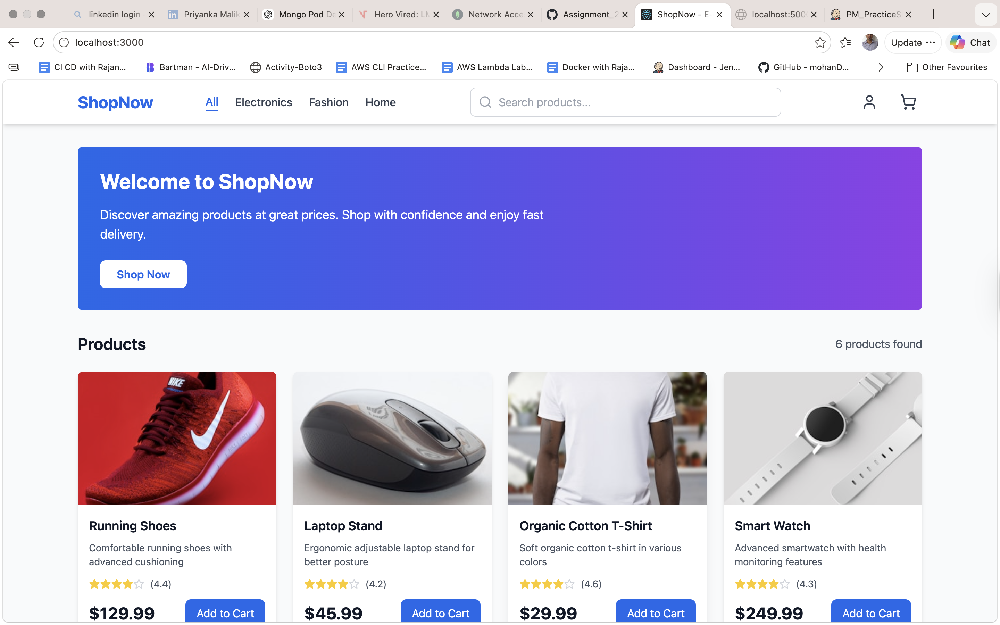 linkedin login
Priyanka Malik
Mongo Pod De
Hero Vired: LM
Network Acce
Assignment_2
ShopNow - E-
localhost:500
PM_PracticeS
localhost:3000
Update
Chat
CI CD with Rajan...
Bartman - AI-Driv...
Activity-Boto3
AWS CLI Practice...
AWS Lambda Lab...
Docker with Raja...
Dashboard - Jen...
GitHub - mohanD...
Other Favourites
ShopNow
All
Electronics
Fashion
Home
Search products...
Welcome to ShopNow
Discover amazing products at great prices. Shop with confidence and enjoy fast
delivery.
Shop Now
Products
6 products found
NIKE
Running Shoes
Comfortable running shoes with
advanced cushioning
(4.4)
$129.99
Add to Cart
Laptop Stand
Ergonomic adjustable laptop stand for
better posture
(4.2)
$45.99
Add to Cart
Organic Cotton T-Shirt
Soft organic cotton t-shirt in various
colors
(4.6)
$29.99
Add to Cart
Smart Watch
Advanced smartwatch with health
monitoring features
(4.3)
$249.99
Add to Cart